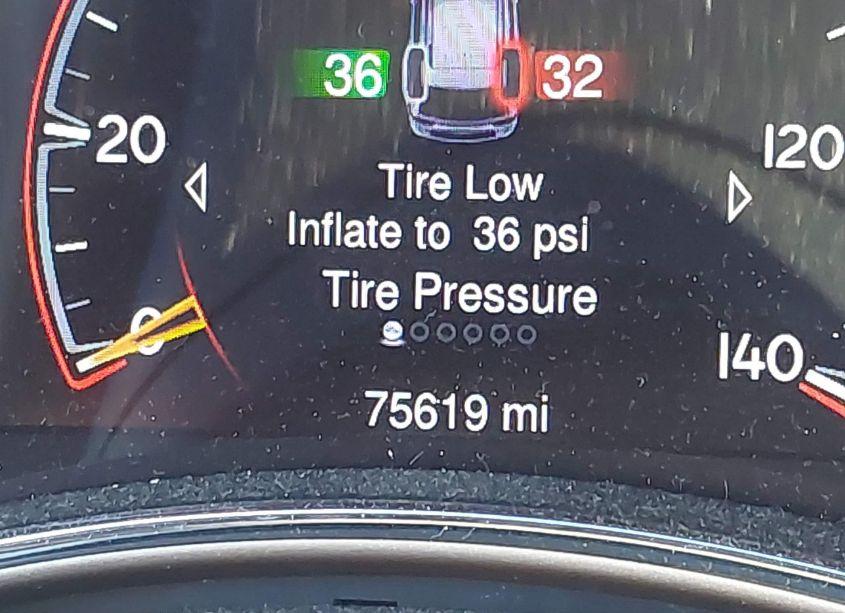 36 32
20
120
Tire Low
Inflate to 36 psi
Tire Pressure
0
140
75619 mi